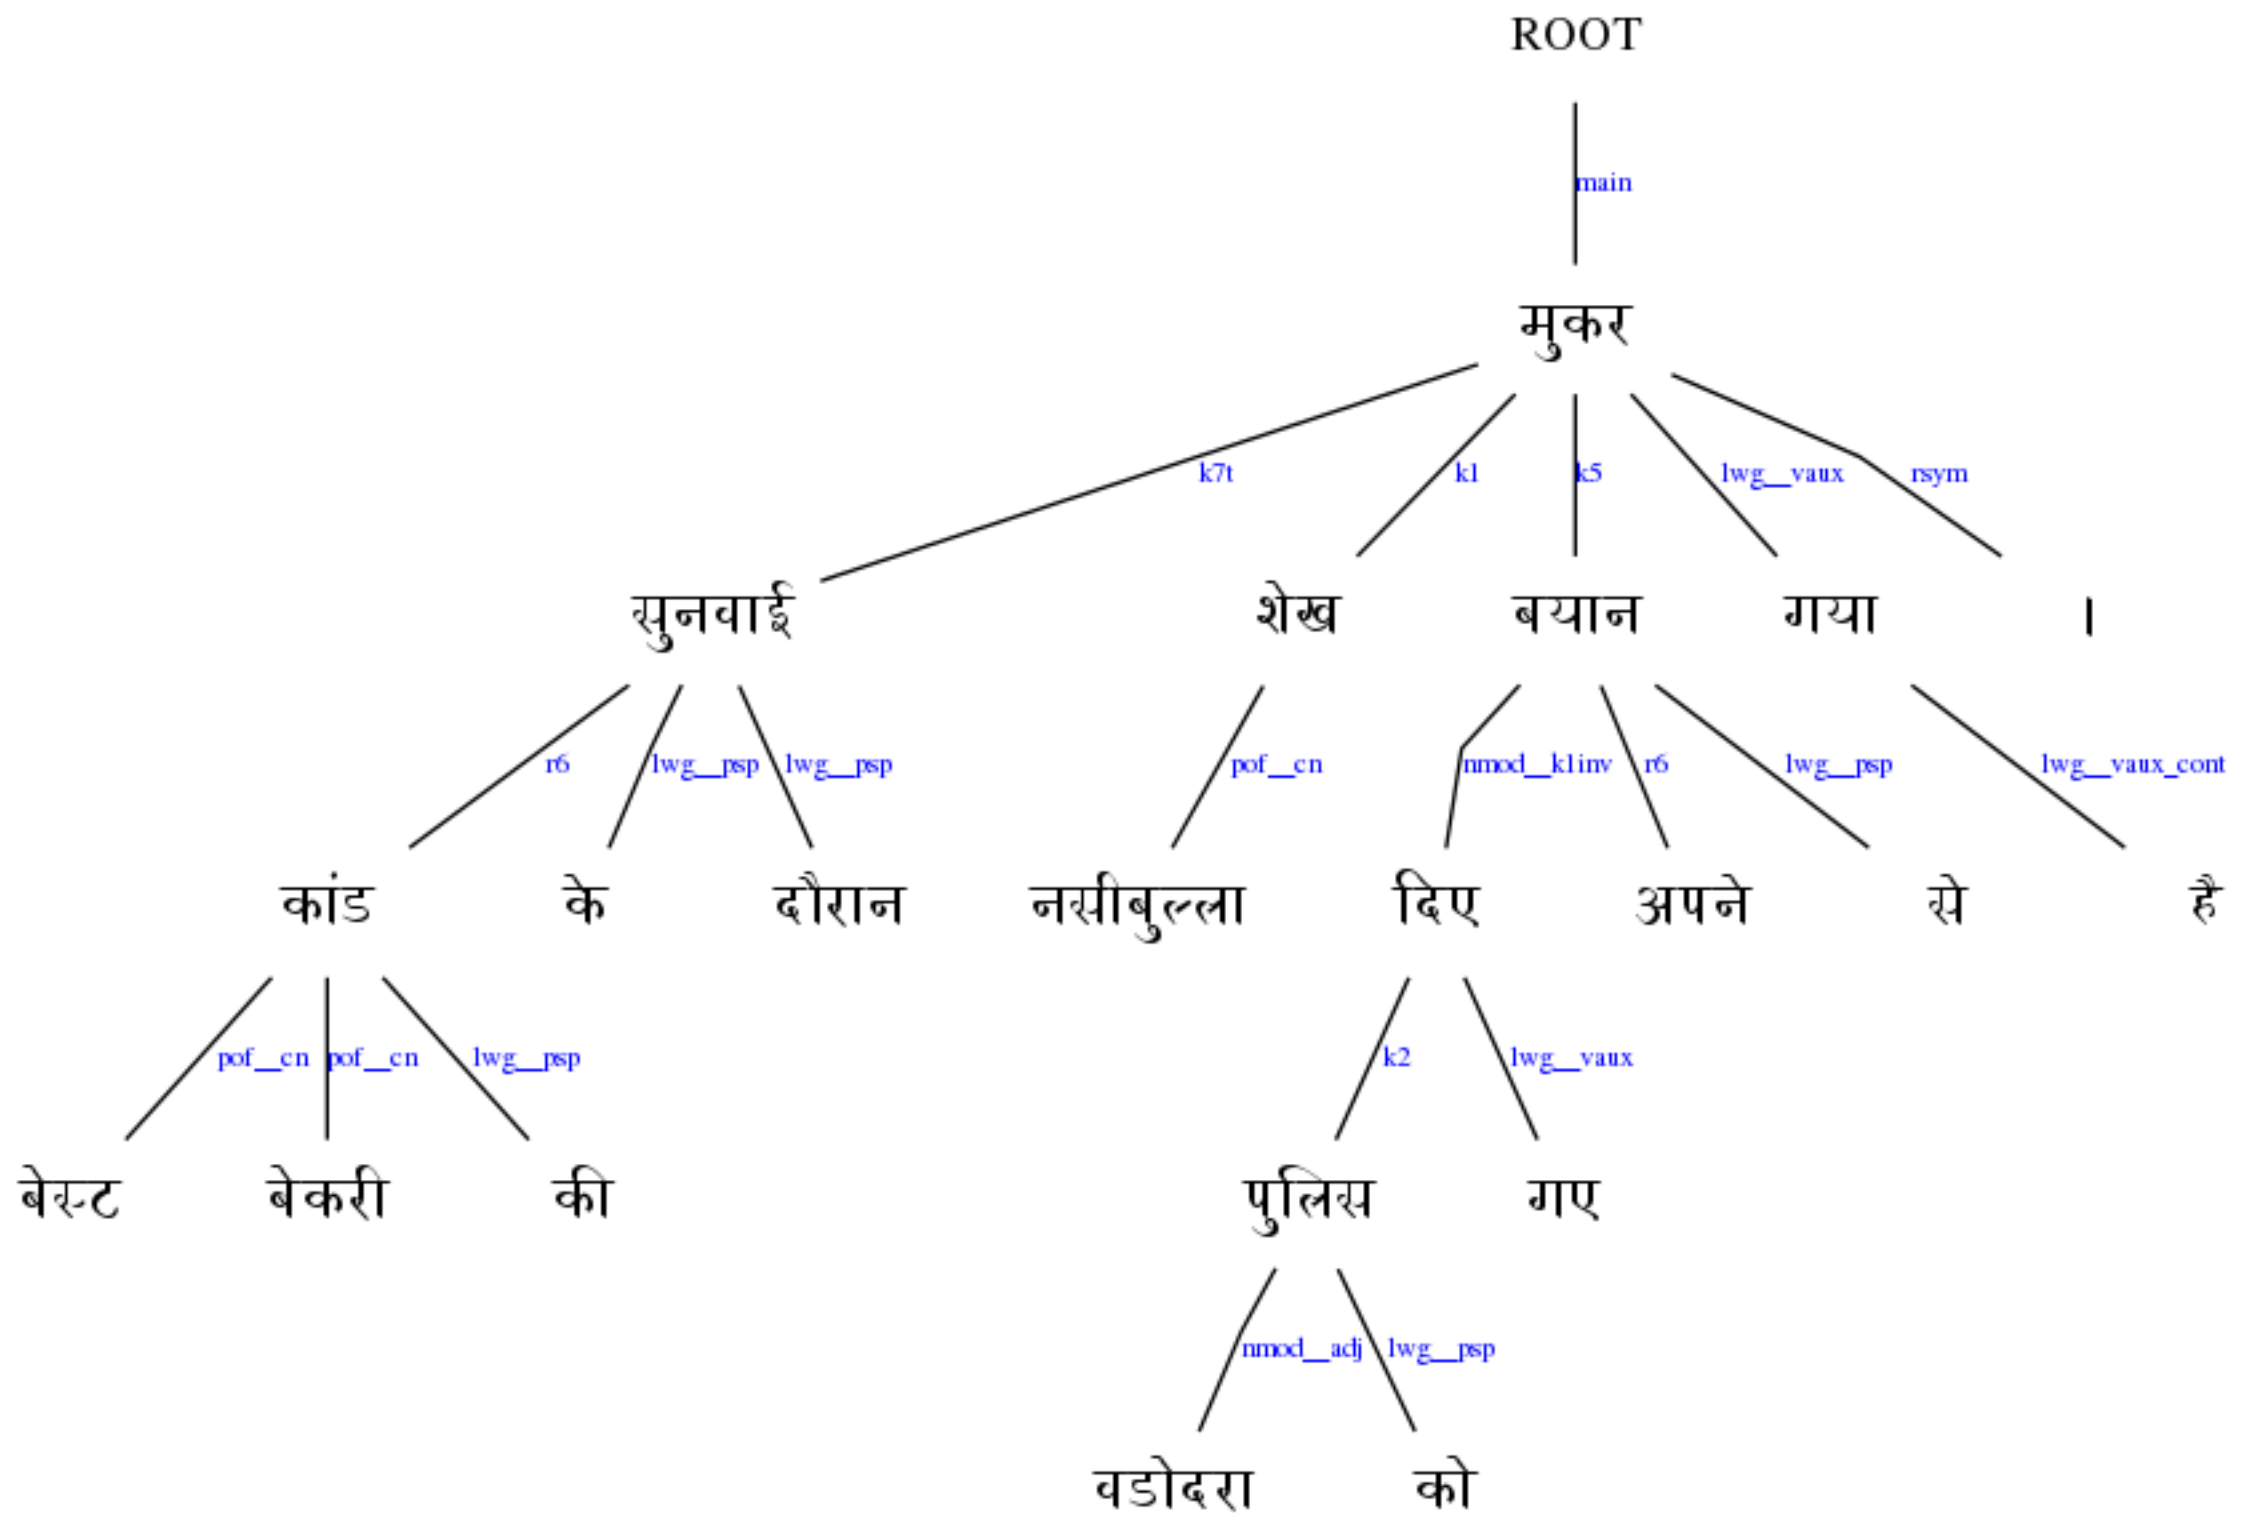 ROOT
main
मुकर
k7t k1 k5 lwg__vaux rsym
सुनवाई शेख बयान गया ।
r6 lwg__psp lwg__psp pof__cn nmod__k1inv r6 lwg__psp lwg__vaux_cont
कांड के दौरान नसीबुल्ला दिए अपने से है
pof__cn pof__cn lwg__psp k2 lwg__vaux
बेस्ट बेकरी की पुलिस गए
nmod__adj lwg__psp
वडोदरा को